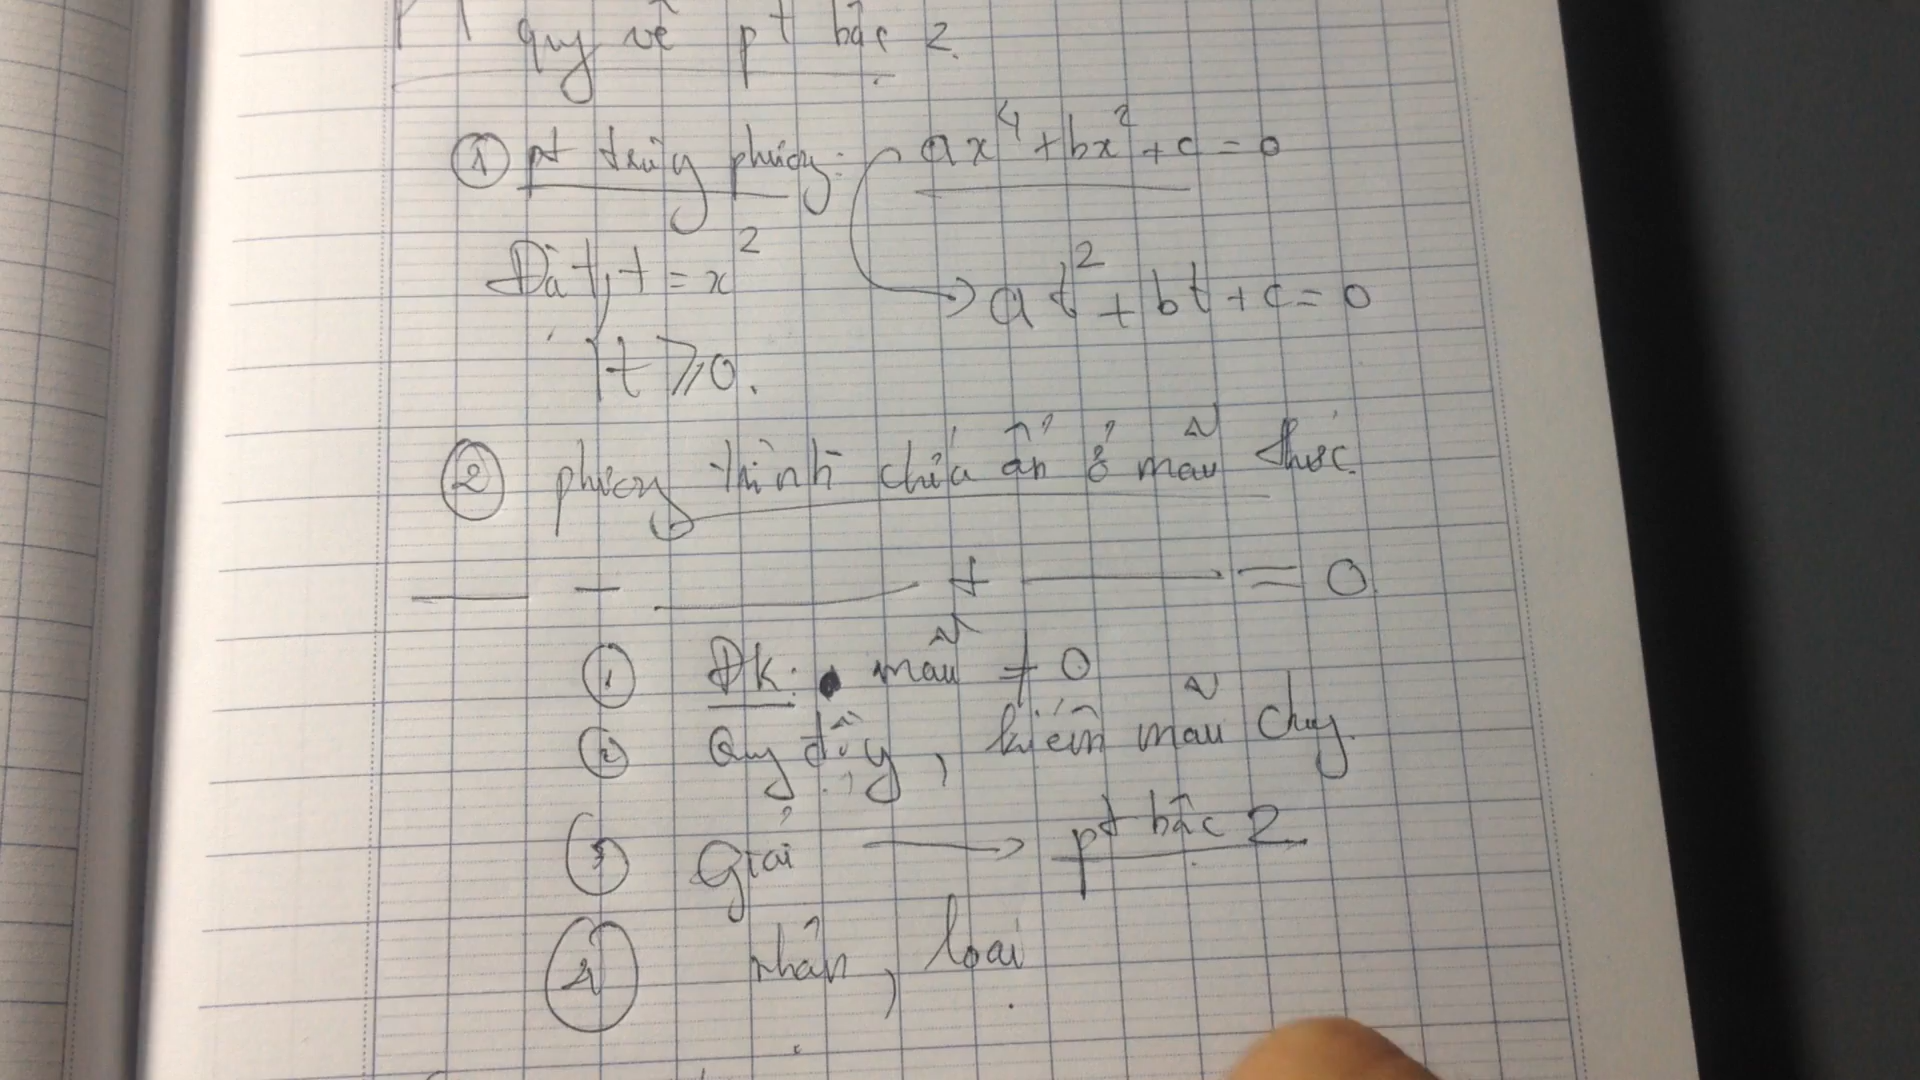 PT quy về pt bậc 2.
① pt trùng phương: ax⁴ + bx² + c = 0
Đặt t = x²
at² + bt + c = 0
t ⩾ 0.
② phương trình chứa ẩn ở mẫu thức.
— - — + — = 0
① ĐK: mẫu ≠ 0
② Quy đồng, khử mẫu chung.
③ Giải → pt bậc 2
④ nhận, loại